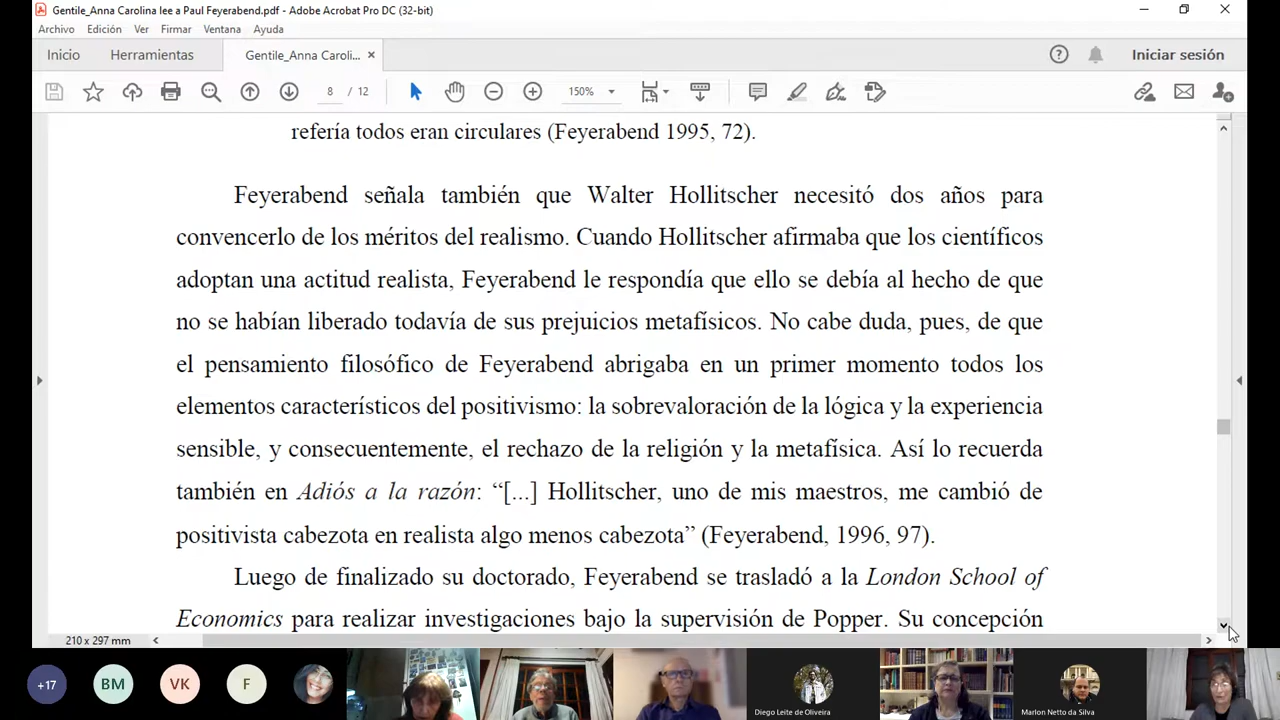 Gentile_Anna Carolina lee a Paul Feyerabend.pdf - Adobe Acrobat Pro DC (32-bit)
Archivo Edición Ver Firmar Ventana Ayuda
Inicio Herramientas Gentile_Anna Caroli... × Iniciar sesión
8 / 12 150%
refería todos eran circulares (Feyerabend 1995, 72).
Feyerabend señala también que Walter Hollitscher necesitó dos años para
convencerlo de los méritos del realismo. Cuando Hollitscher afirmaba que los científicos
adoptan una actitud realista, Feyerabend le respondía que ello se debía al hecho de que
no se habían liberado todavía de sus prejuicios metafísicos. No cabe duda, pues, de que
el pensamiento filosófico de Feyerabend abrigaba en un primer momento todos los
elementos característicos del positivismo: la sobrevaloración de la lógica y la experiencia
sensible, y consecuentemente, el rechazo de la religión y la metafísica. Así lo recuerda
también en Adiós a la razón: “[...] Hollitscher, uno de mis maestros, me cambió de
positivista cabezota en realista algo menos cabezota” (Feyerabend, 1996, 97).
Luego de finalizado su doctorado, Feyerabend se trasladó a la London School of
Economics para realizar investigaciones bajo la supervisión de Popper. Su concepción
210 x 297 mm
+17 BM VK F
Diego Leite de Oliveira Marlon Netto da Silva